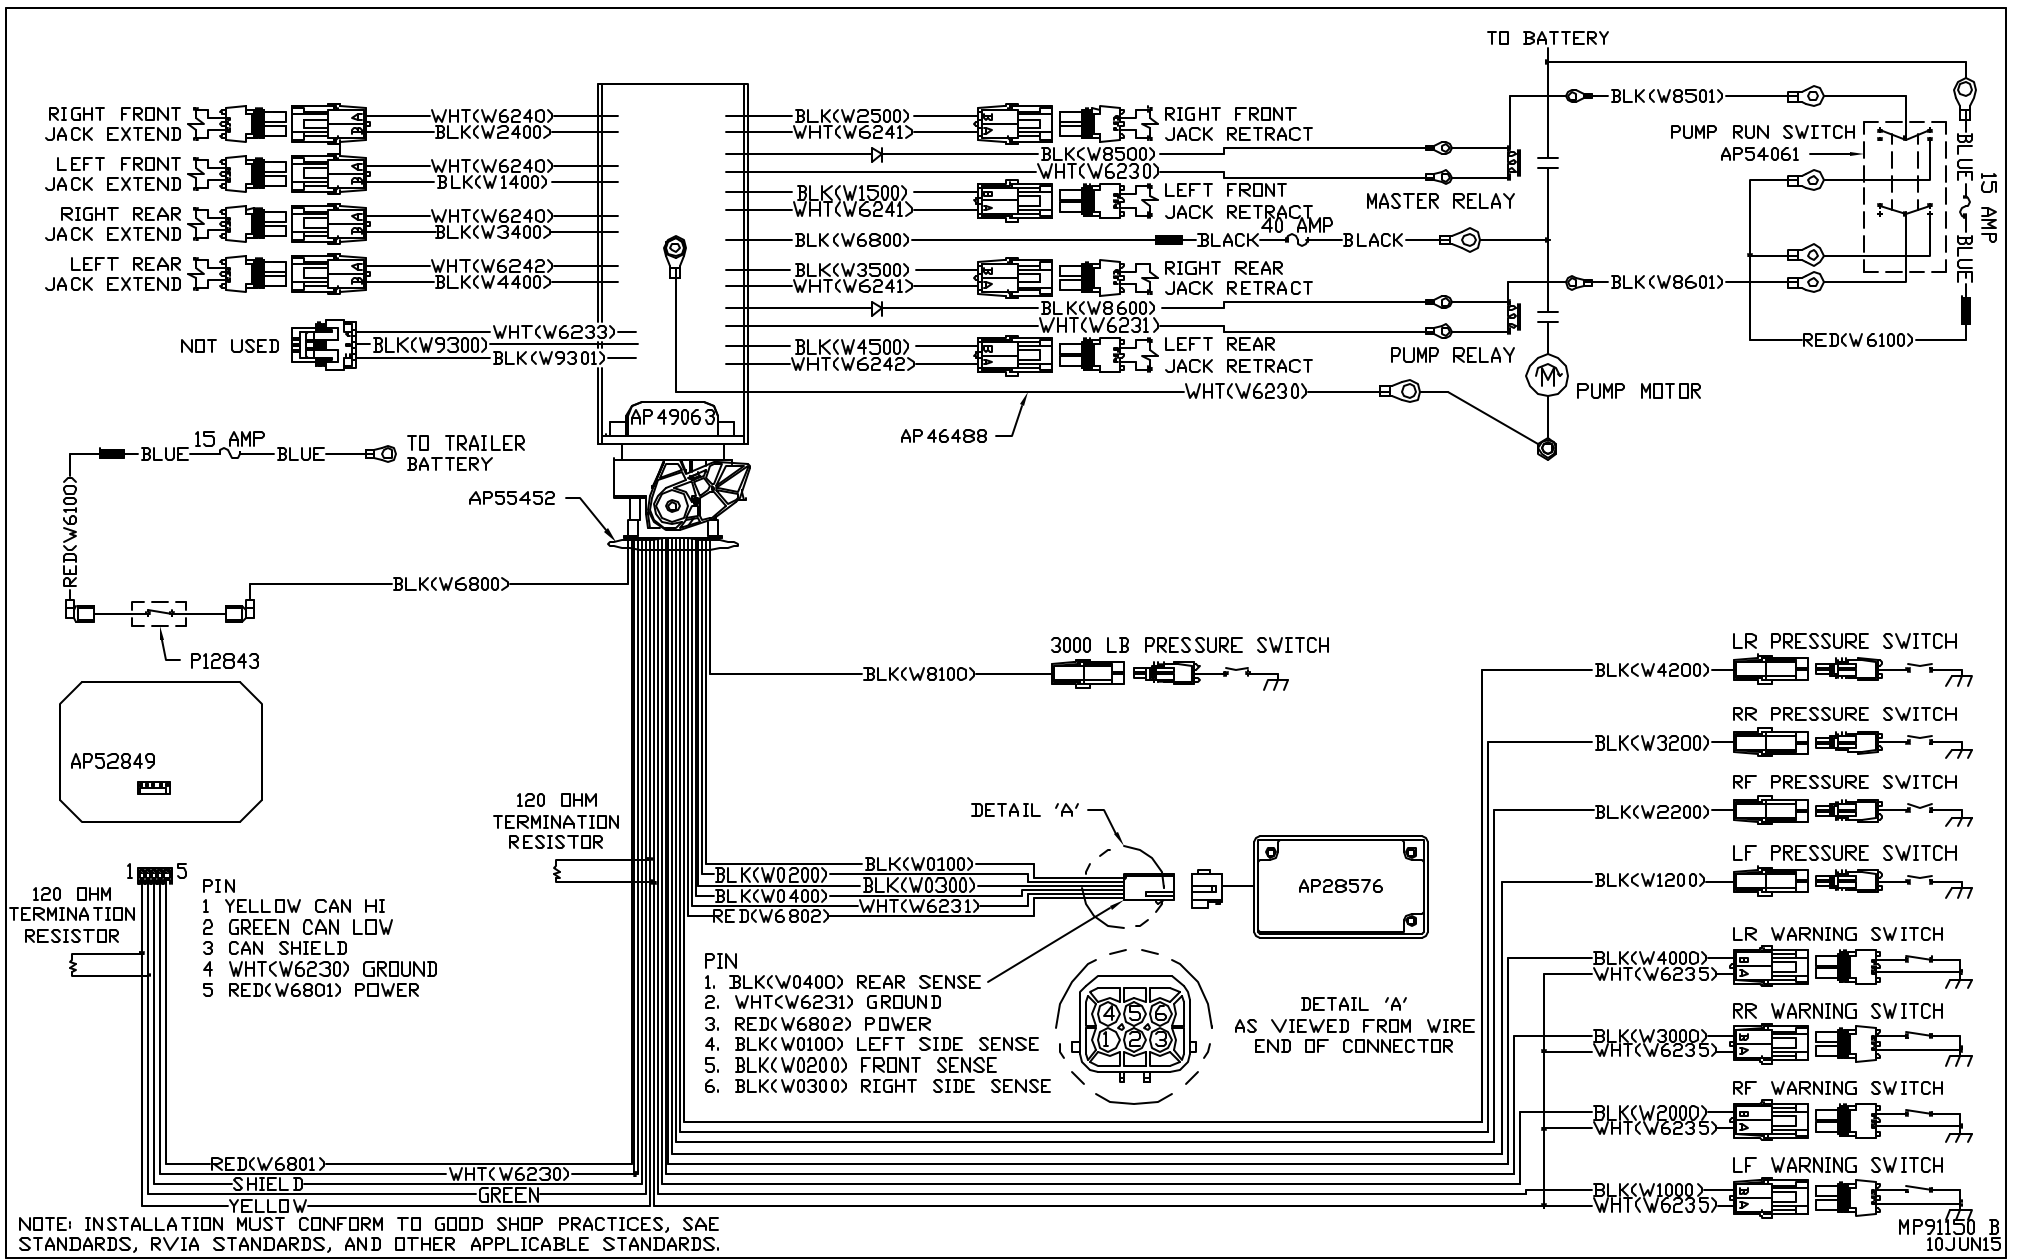 TO BATTERY
RIGHT FRONT
JACK EXTEND
WHT(W6240)
BLK(W2400)
LEFT FRONT
JACK EXTEND
WHT(W6240)
BLK(W1400)
RIGHT REAR
JACK EXTEND
WHT(W6240)
BLK(W3400)
LEFT REAR
JACK EXTEND
WHT(W6242)
BLK(W4400)
NOT USED
WHT(W6233)
BLK(W9300)
BLK(W9301)
A
B
A
B
A
B
A
B
BLK(W2500)
WHT(W6241)
B
A
RIGHT FRONT
JACK RETRACT
BLK(W8500)
WHT(W6230)
MASTER RELAY
BLK(W1500)
WHT(W6241)
B
A
LEFT FRONT
JACK RETRACT
BLK(W6800)
BLACK
40 AMP
BLACK
BLK(W3500)
WHT(W6241)
B
A
RIGHT REAR
JACK RETRACT
BLK(W8600)
WHT(W6231)
PUMP RELAY
BLK(W4500)
WHT(W6242)
B
A
LEFT REAR
JACK RETRACT
WHT(W6230)
AP46488
M
PUMP MOTOR
BLK(W8501)
PUMP RUN SWITCH
AP54061
BLK(W8601)
RED(W6100)
BLUE
15 AMP
BLUE
AP49063
15 AMP
BLUE
BLUE
TO TRAILER
BATTERY
AP55452
RED(W6100)
BLK(W6800)
P12843
AP52849
1
5
120 OHM
TERMINATION
RESISTOR
PIN
1 YELLOW CAN HI
2 GREEN CAN LOW
3 CAN SHIELD
4 WHT(W6230) GROUND
5 RED(W6801) POWER
120 OHM
TERMINATION
RESISTOR
3000 LB PRESSURE SWITCH
BLK(W8100)
DETAIL 'A'
BLK(W0100)
BLK(W0200)
BLK(W0300)
BLK(W0400)
WHT(W6231)
RED(W6802)
AP28576
PIN
1. BLK(W0400) REAR SENSE
2. WHT(W6231) GROUND
3. RED(W6802) POWER
4. BLK(W0100) LEFT SIDE SENSE
5. BLK(W0200) FRONT SENSE
6. BLK(W0300) RIGHT SIDE SENSE
4 5 6
1 2 3
DETAIL 'A'
AS VIEWED FROM WIRE
END OF CONNECTOR
LR PRESSURE SWITCH
BLK(W4200)
RR PRESSURE SWITCH
BLK(W3200)
RF PRESSURE SWITCH
BLK(W2200)
LF PRESSURE SWITCH
BLK(W1200)
LR WARNING SWITCH
BLK(W4000)
WHT(W6235)
B
A
RR WARNING SWITCH
BLK(W3000)
WHT(W6235)
B
A
RF WARNING SWITCH
BLK(W2000)
WHT(W6235)
B
A
LF WARNING SWITCH
BLK(W1000)
WHT(W6235)
B
A
RED(W6801)
WHT(W6230)
SHIELD
GREEN
YELLOW
NOTE: INSTALLATION MUST CONFORM TO GOOD SHOP PRACTICES, SAE
STANDARDS, RVIA STANDARDS, AND OTHER APPLICABLE STANDARDS.
MP91150 B
10JUN15